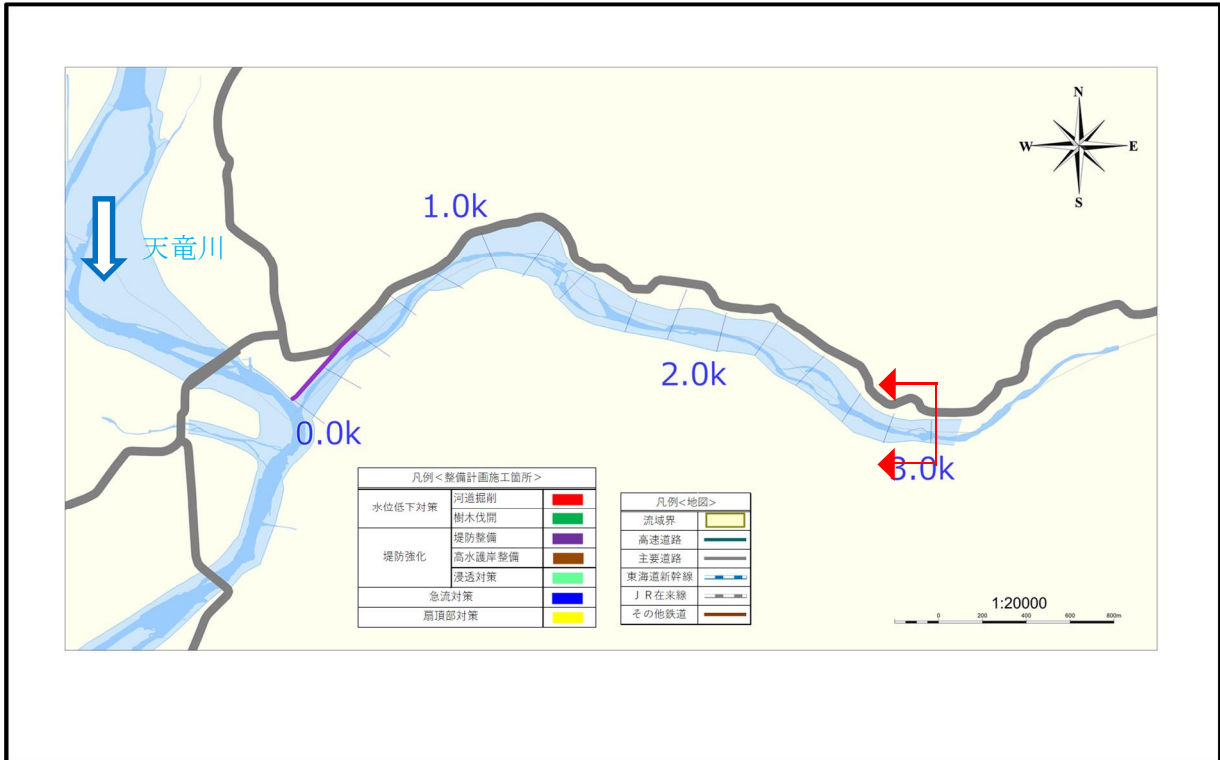 N
W
E
S
1.0k
天竜川
2.0k
0.0k
3.0k
凡例<整備計画施工箇所>
水位低下対策
河道掘削
樹木伐開
堤防強化
堤防整備
高水護岸整備
浸透対策
急流対策
扇頂部対策
凡例<地図>
流域界
高速道路
主要道路
東海道新幹線
ＪＲ在来線
その他鉄道
1:20000
0 200 400 600 800m